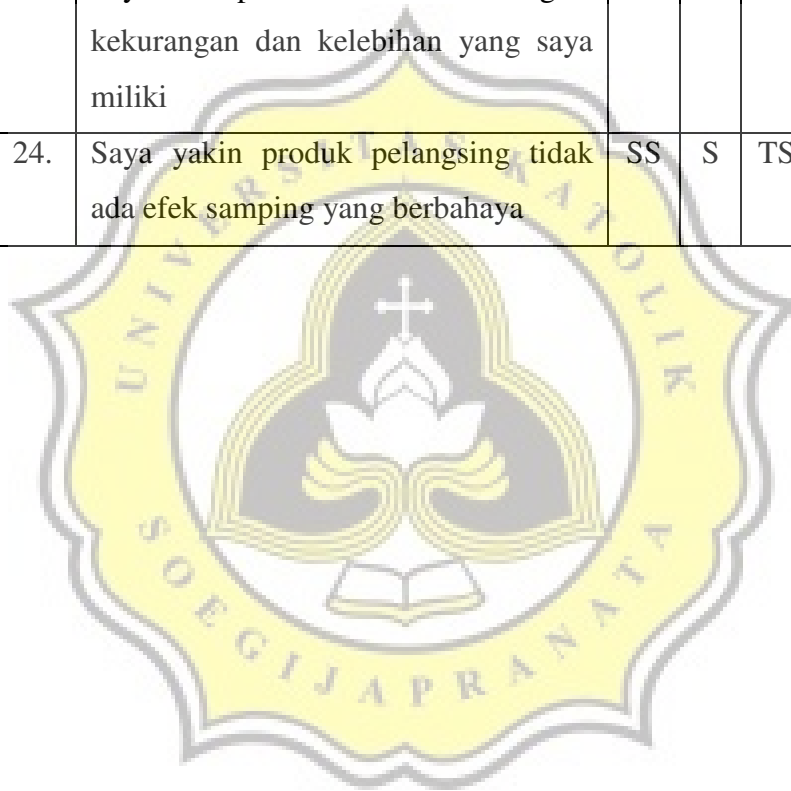 kekurangan dan kelebihan yang saya
miliki
24. Saya yakin produk pelangsing tidak SS S TS
ada efek samping yang berbahaya
UNIVERSITAS KATOLIK
SOEGIJAPRANATA